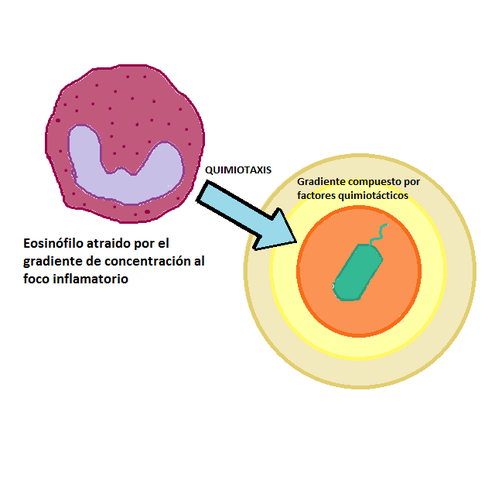 QUIMIOTAXIS
Gradiente compuesto por
factores quimiotácticos
Eosinófilo atraido por el
gradiente de concentración al
foco inflamatorio